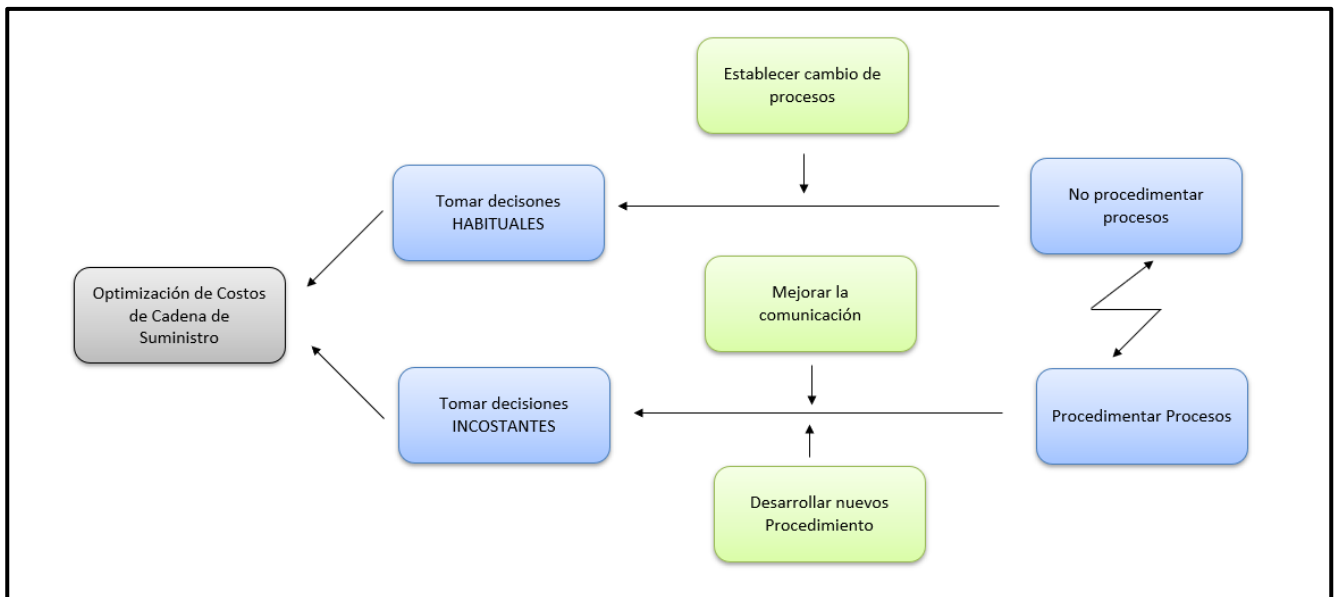 Establecer cambio de
procesos
Tomar decisones
HABITUALES
No procedimentar
procesos
Optimización de Costos
de Cadena de
Suministro
Mejorar la
comunicación
Tomar decisiones
INCOSTANTES
Procedimentar Procesos
Desarrollar nuevos
Procedimiento